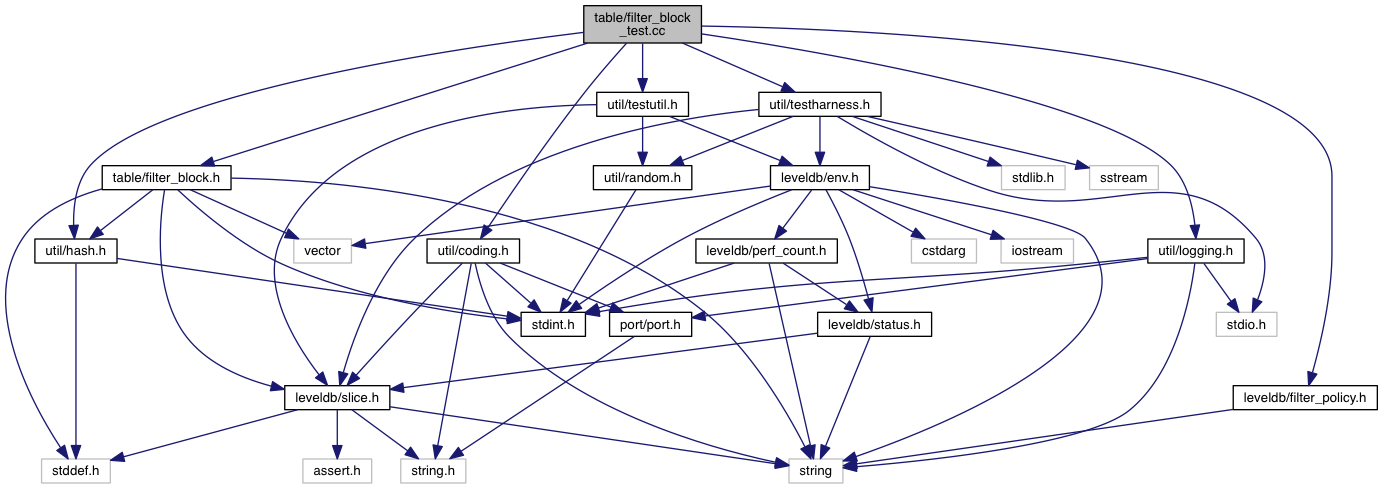 table/filter_block
_test.cc
util/testutil.h
util/testharness.h
table/filter_block.h
util/random.h
leveldb/env.h
stdlib.h
sstream
util/hash.h
vector
util/coding.h
leveldb/perf_count.h
cstdarg
iostream
util/logging.h
stdint.h
port/port.h
leveldb/status.h
stdio.h
leveldb/slice.h
leveldb/filter_policy.h
stddef.h
assert.h
string.h
string